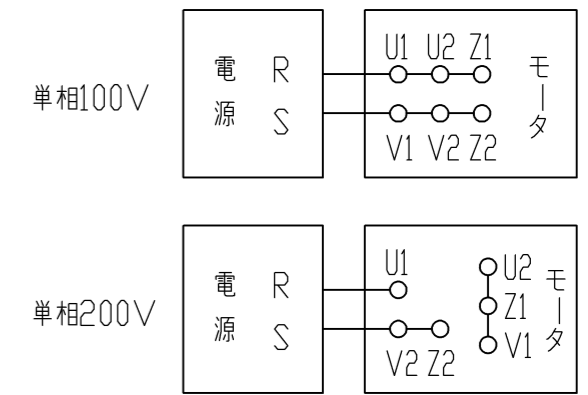 単相100V
電源 R S
U1 U2 Z1
V1 V2 Z2
モータ
単相200V
電源 R S
U1
V2 Z2
U2
Z1
V1
モータ